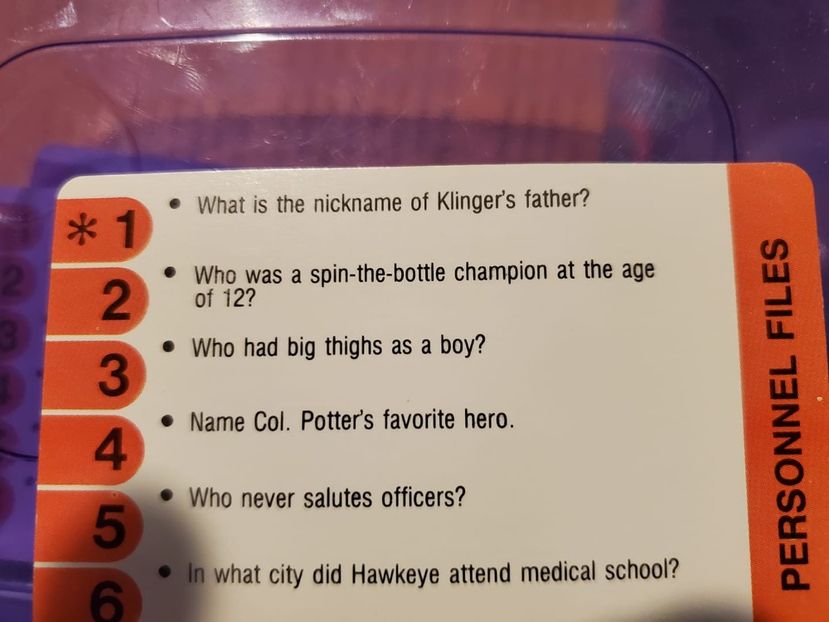 * 1 • What is the nickname of Klinger's father?
2 • Who was a spin-the-bottle champion at the age
of 12?
3 • Who had big thighs as a boy?
4 • Name Col. Potter's favorite hero.
5 • Who never salutes officers?
6 • In what city did Hawkeye attend medical school?
PERSONNEL FILES
2
3